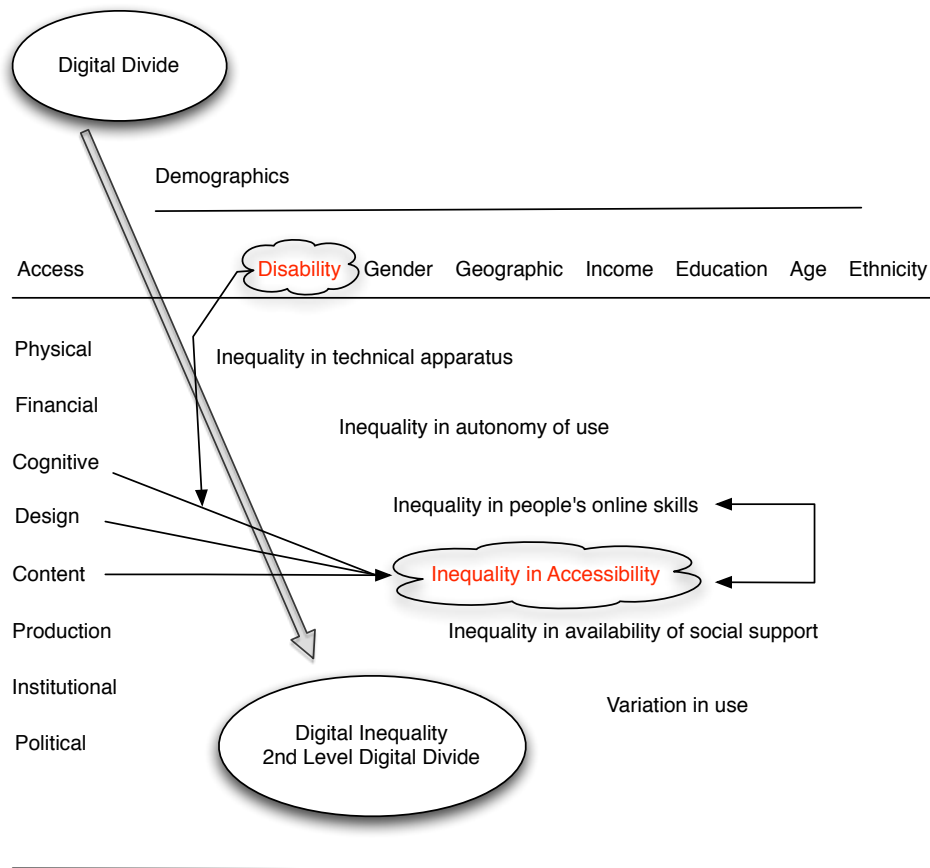 Digital Divide
Demographics
Access Disability Gender Geographic Income Education Age Ethnicity
Physical
Inequality in technical apparatus
Financial
Inequality in autonomy of use
Cognitive
Inequality in people's online skills
Design
Content
Inequality in Accessibility
Production
Inequality in availability of social support
Institutional
Variation in use
Political
Digital Inequality
2nd Level Digital Divide